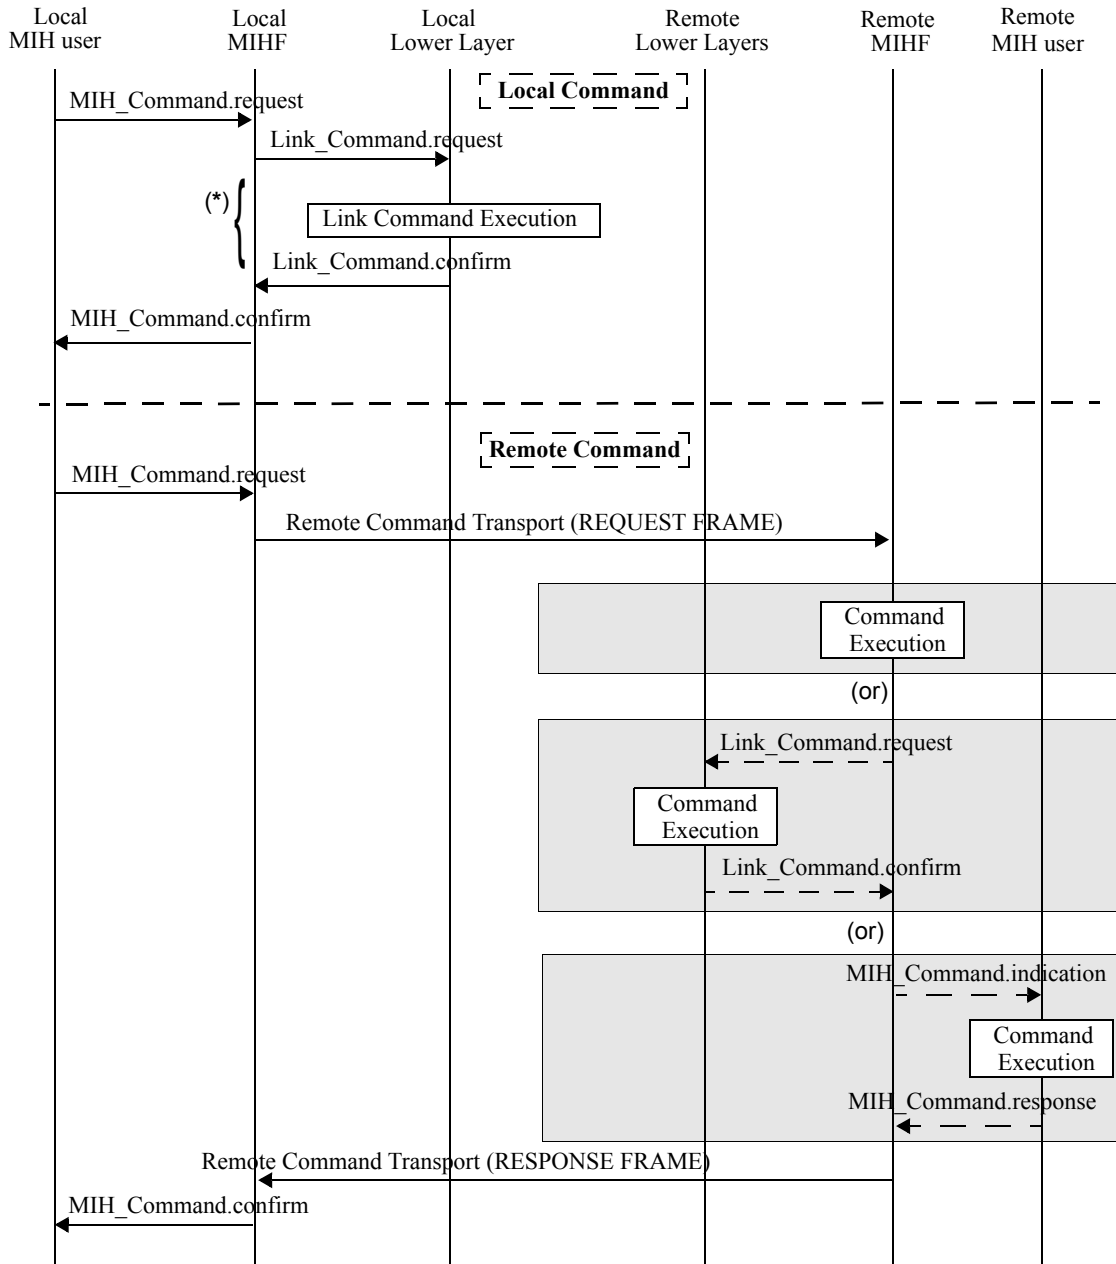 Local
MIH user
Local
MIHF
Local
Lower Layer
Remote
Lower Layers
Remote
MIHF
Remote
MIH user
Local Command
MIH_Command.request
Link_Command.request
(*)
Link Command Execution
Link_Command.confirm
MIH_Command.confirm
Remote Command
MIH_Command.request
Remote Command Transport (REQUEST FRAME)
Command
Execution
(or)
Link_Command.request
Command
Execution
Link_Command.confirm
(or)
MIH_Command.indication
Command
Execution
MIH_Command.response
Remote Command Transport (RESPONSE FRAME)
MIH_Command.confirm